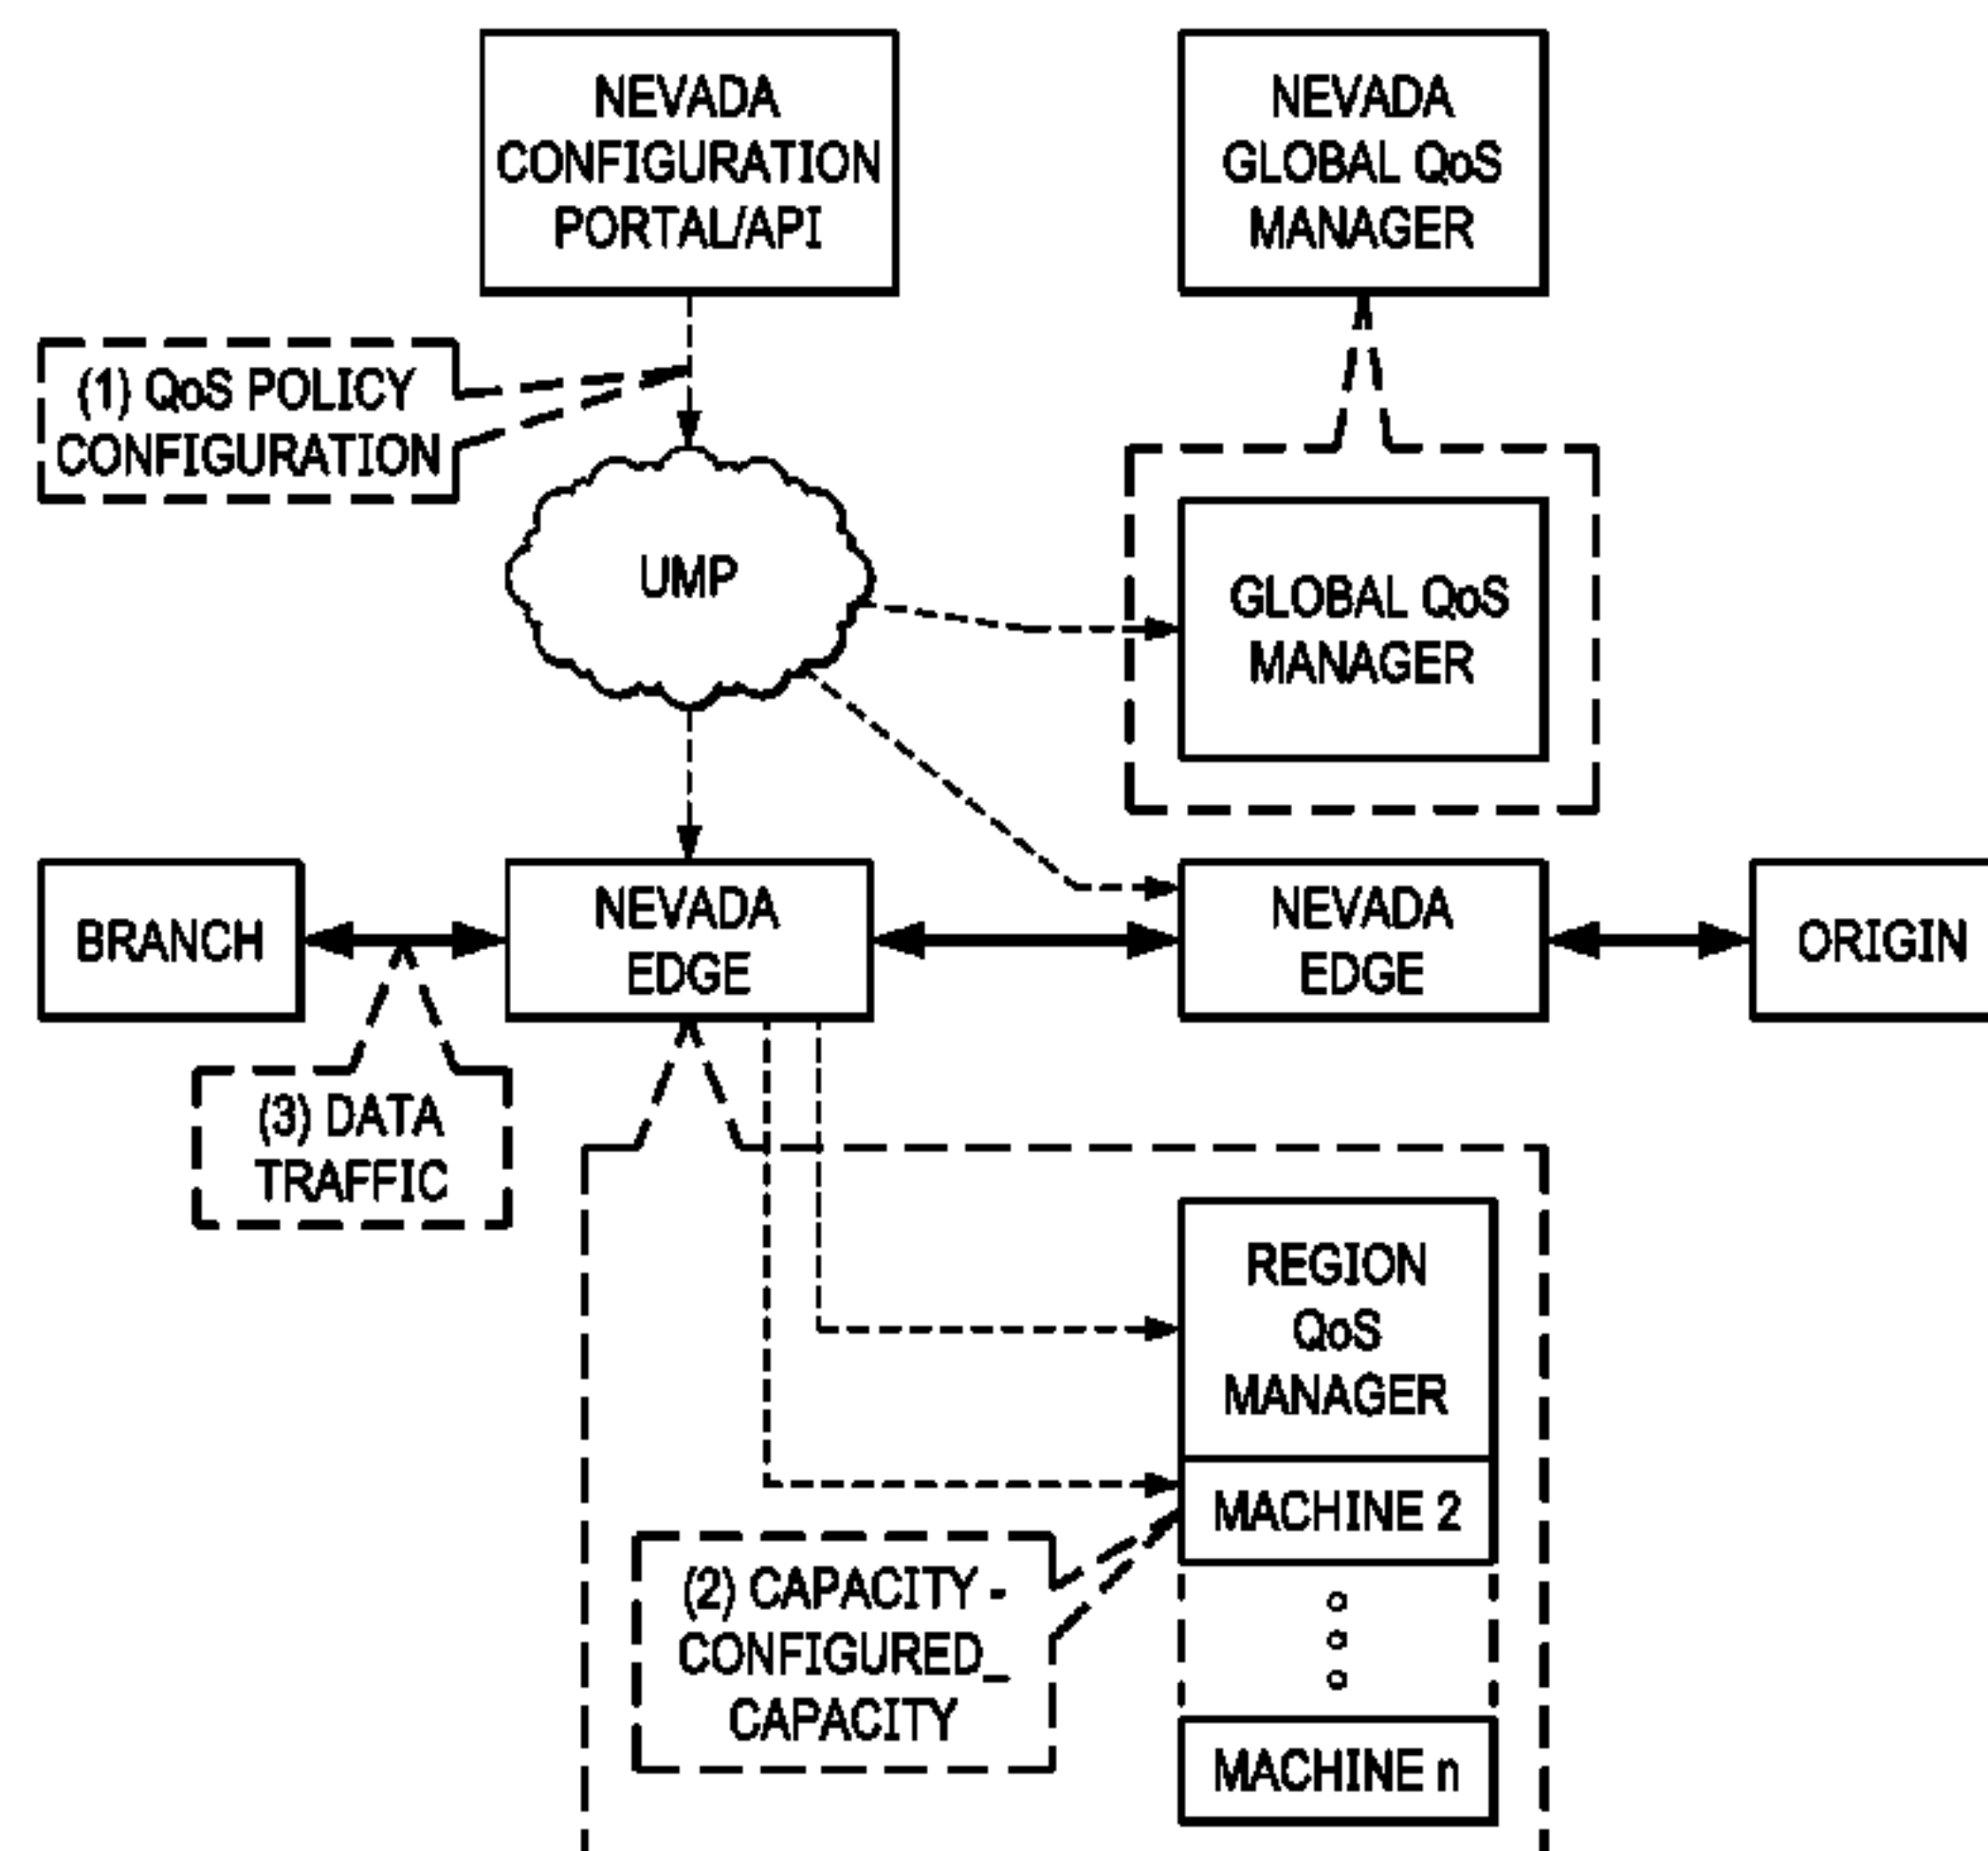 NEVADA
CONFIGURATION
PORTAL/API
NEVADA
GLOBAL QoS
MANAGER
(1) QoS POLICY
CONFIGURATION
UMP
GLOBAL QoS
MANAGER
BRANCH
NEVADA
EDGE
NEVADA
EDGE
ORIGIN
(3) DATA
TRAFFIC
REGION
QoS
MANAGER
MACHINE 2
(2) CAPACITY -
CONFIGURED_
CAPACITY
MACHINE n